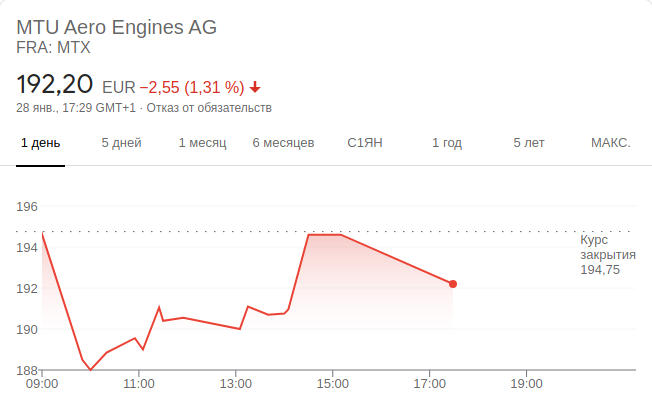 MTU Aero Engines AG
FRA: MTX
192,20 EUR −2,55 (1,31 %)
28 янв., 17:29 GMT+1 · Отказ от обязательств
1 день 5 дней 1 месяц 6 месяцев С1ЯН 1 год 5 лет МАКС.
196
194
192
190
188
Курс
закрытия
194,75
09:00 11:00 13:00 15:00 17:00 19:00